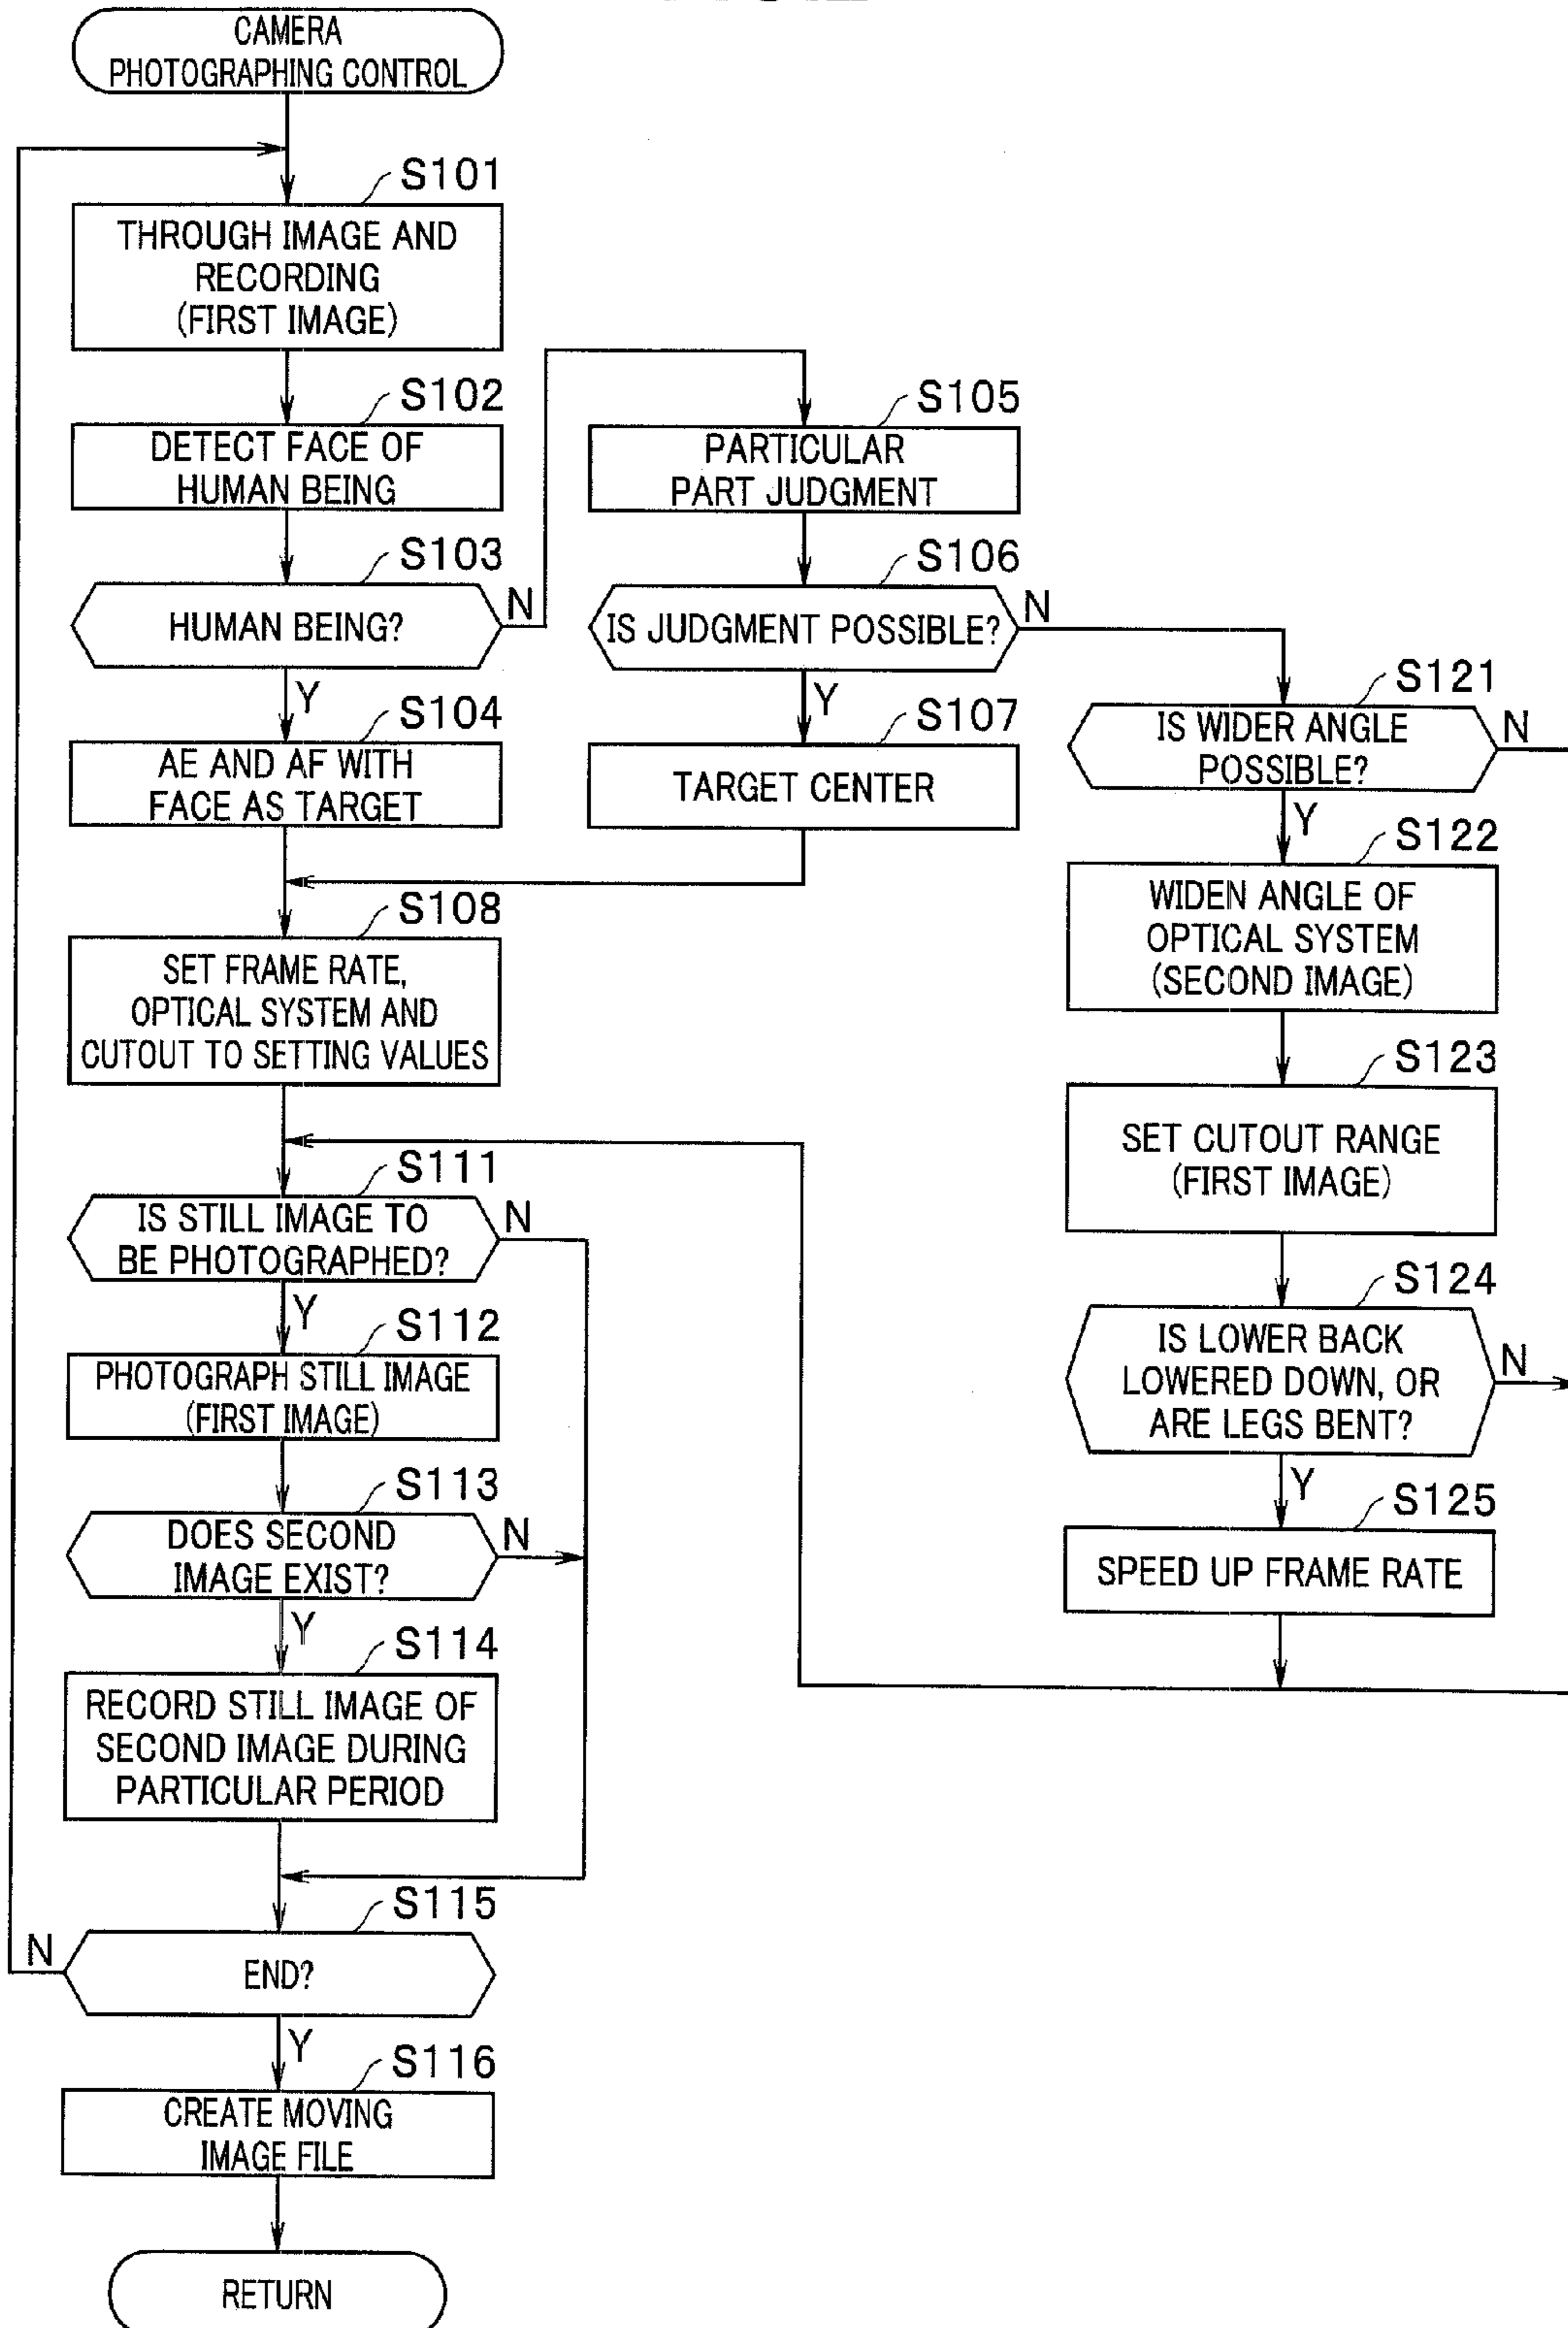 CAMERA
PHOTOGRAPHING CONTROL
S101
THROUGH IMAGE AND
RECORDING
(FIRST IMAGE)
S102
DETECT FACE OF
HUMAN BEING
S103
HUMAN BEING?
N
Y
S104
AE AND AF WITH
FACE AS TARGET
S105
PARTICULAR
PART JUDGMENT
S106
IS JUDGMENT POSSIBLE?
N
Y
S107
TARGET CENTER
S108
SET FRAME RATE,
OPTICAL SYSTEM AND
CUTOUT TO SETTING VALUES
S111
IS STILL IMAGE TO
BE PHOTOGRAPHED?
N
Y
S112
PHOTOGRAPH STILL IMAGE
(FIRST IMAGE)
S113
DOES SECOND
IMAGE EXIST?
N
Y
S114
RECORD STILL IMAGE OF
SECOND IMAGE DURING
PARTICULAR PERIOD
S115
END?
N
Y
S116
CREATE MOVING
IMAGE FILE
RETURN
S121
IS WIDER ANGLE
POSSIBLE?
N
Y
S122
WIDEN ANGLE OF
OPTICAL SYSTEM
(SECOND IMAGE)
S123
SET CUTOUT RANGE
(FIRST IMAGE)
S124
IS LOWER BACK
LOWERED DOWN, OR
ARE LEGS BENT?
N
Y
S125
SPEED UP FRAME RATE